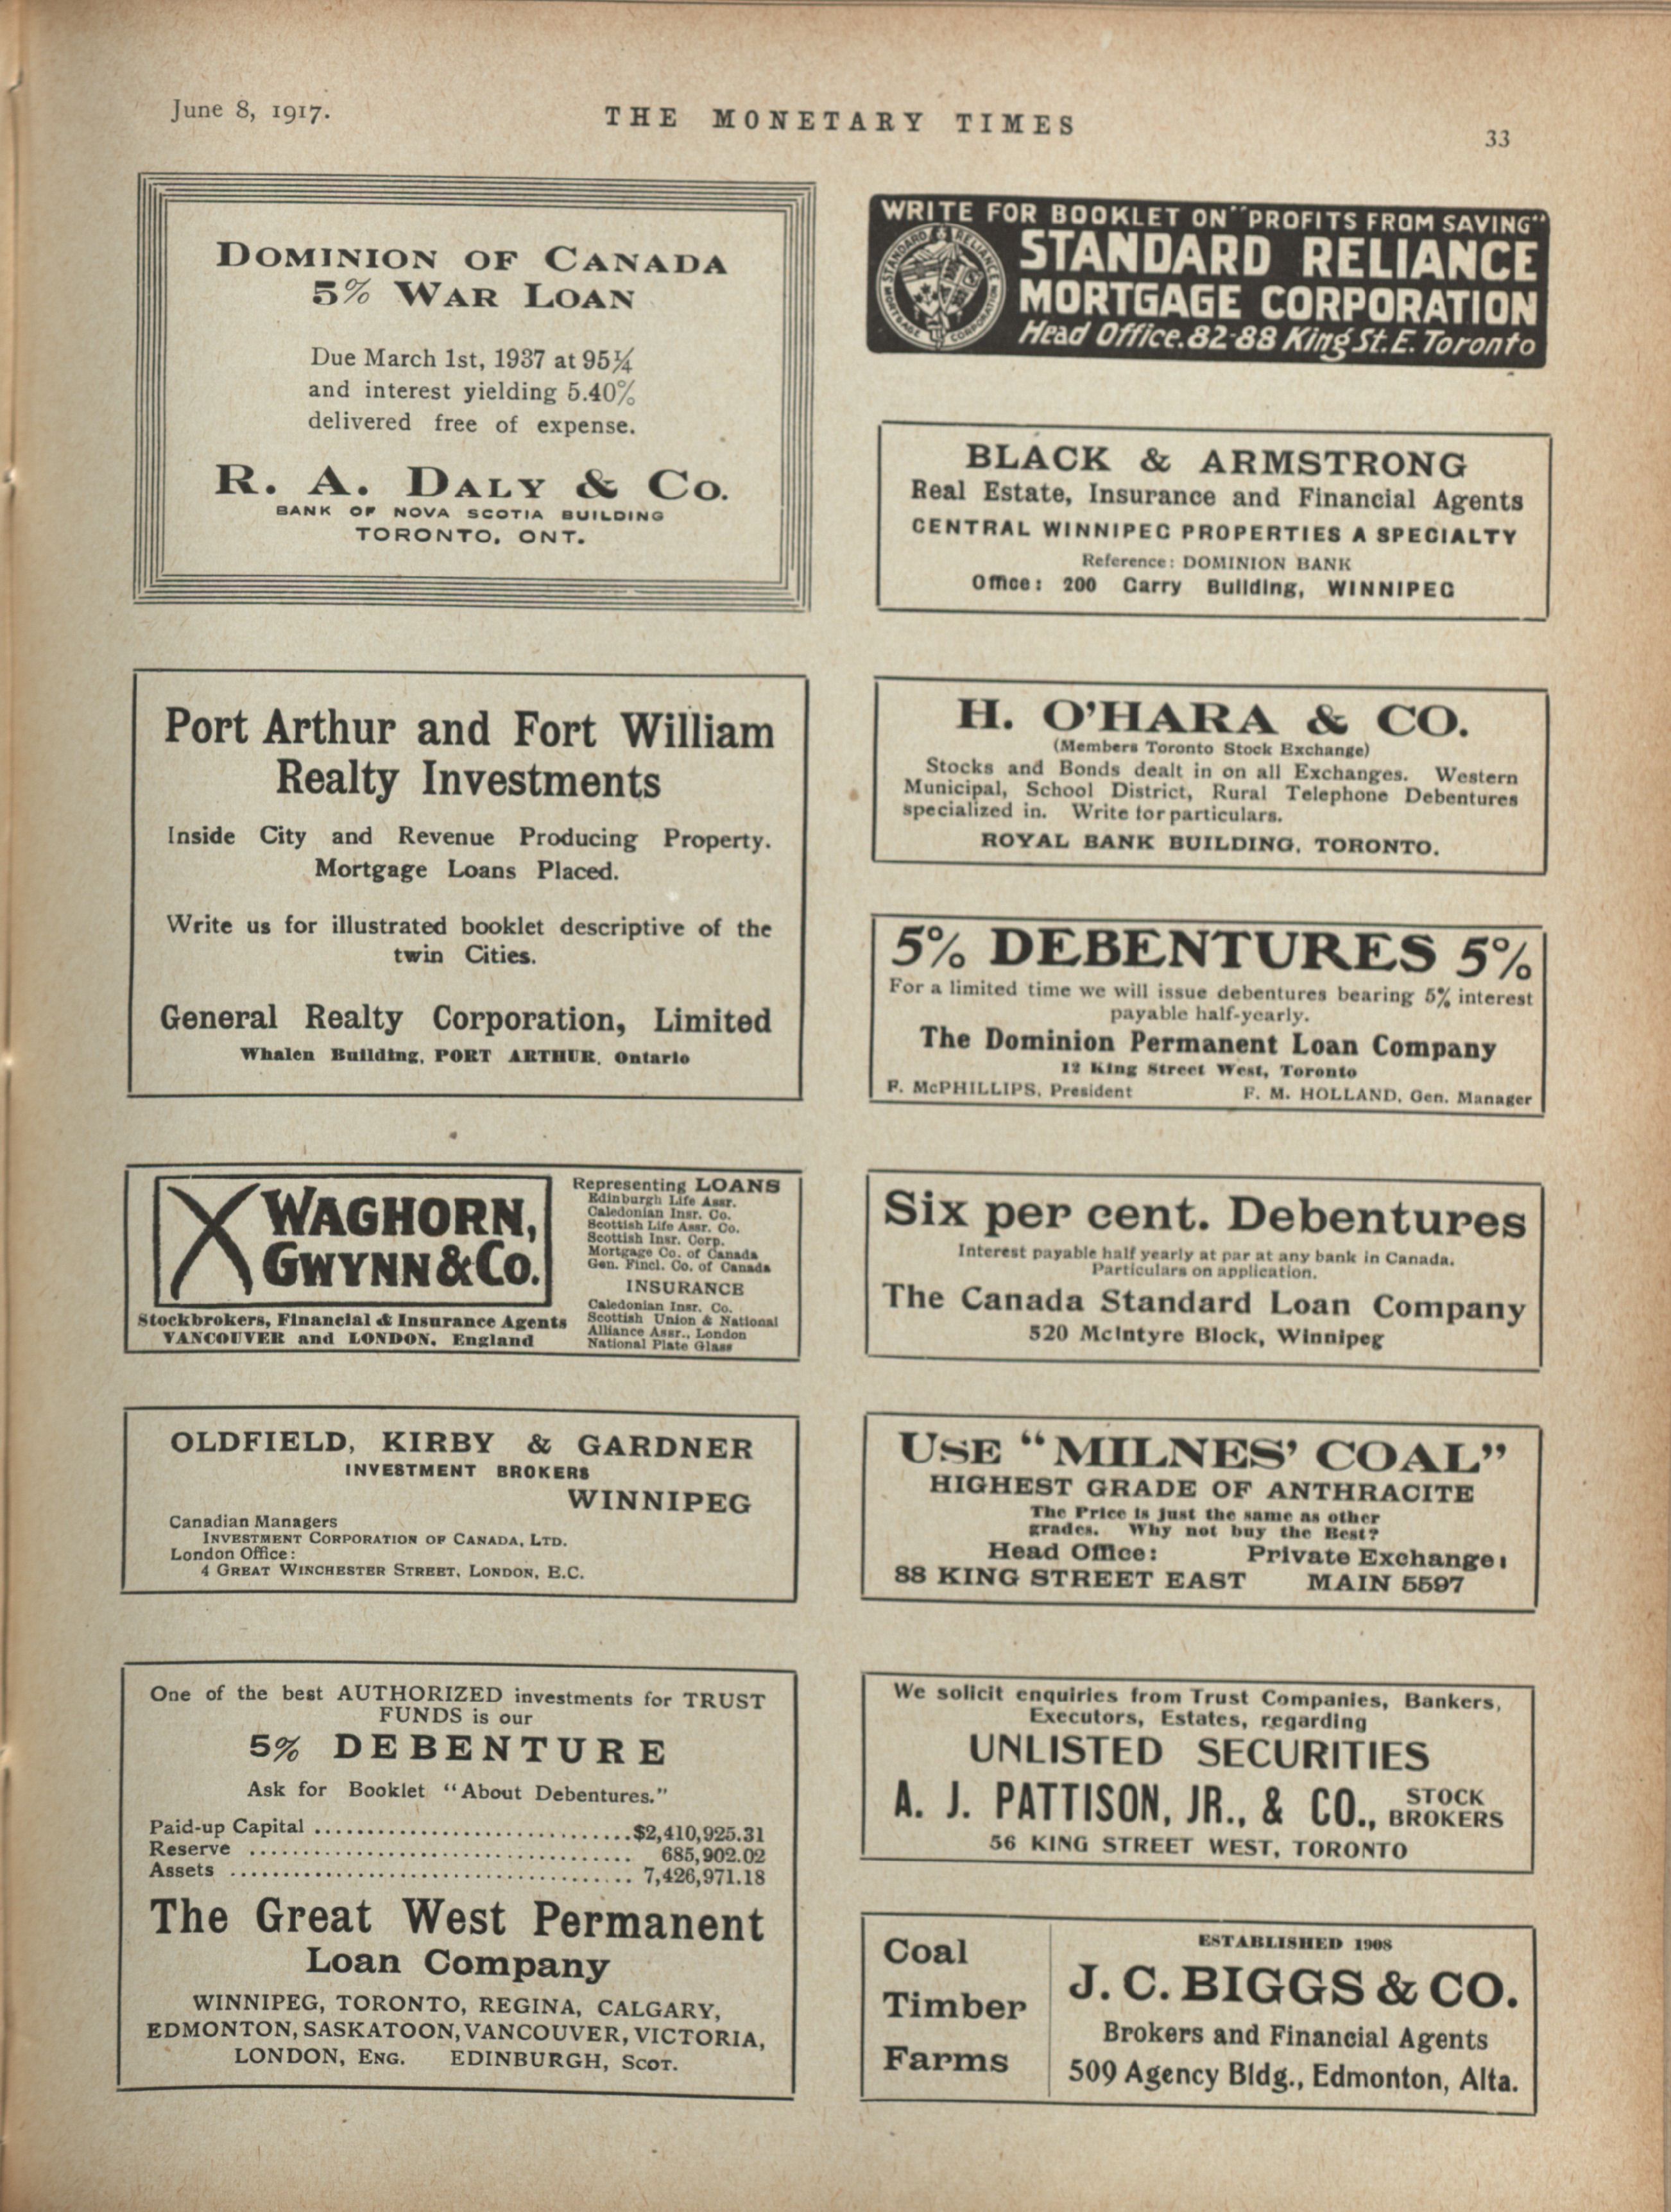 June 8, 1917.
THE MONETARY TIMES
33
DOMINION OF CANADA
5% WAR LOAN
Due March 1st, 1937 at 95¼
and interest yielding 5.40%
delivered free of expense.
R. A. DALY & CO.
BANK OF NOVA SCOTIA BUILDING
TORONTO, ONT.
Port Arthur and Fort William
Realty Investments
Inside City and Revenue Producing Property.
Mortgage Loans Placed.
Write us for illustrated booklet descriptive of the
twin Cities.
General Realty Corporation, Limited
Whalen Building, PORT ARTHUR, Ontario
WAGHORN,
GWYNN & Co.
Stockbrokers, Financial & Insurance Agents
VANCOUVER and LONDON, England
Representing LOANS
Edinburgh Life Assr.
Caledonian Insr. Co.
Scottish Life Assr. Co.
Scottish Insr. Corp.
Mortgage Co. of Canada
Gen. Fincl. Co. of Canada
INSURANCE
Caledonian Insr. Co.
Scottish Union & National
Alliance Assr., London
National Plate Glass
OLDFIELD, KIRBY & GARDNER
INVESTMENT BROKERS
WINNIPEG
Canadian Managers
INVESTMENT CORPORATION OF CANADA, LTD.
London Office:
4 GREAT WINCHESTER STREET, LONDON, E.C.
One of the best AUTHORIZED investments for TRUST
FUNDS is our
5% DEBENTURE
Ask for Booklet "About Debentures."
Paid-up Capital ................................$2,410,925.31
Reserve ..................................... 685,902.02
Assets ....................................... 7,426,971.18
The Great West Permanent
Loan Company
WINNIPEG, TORONTO, REGINA, CALGARY,
EDMONTON, SASKATOON, VANCOUVER, VICTORIA,
LONDON, ENG. EDINBURGH, SCOT.
WRITE FOR BOOKLET ON "PROFITS FROM SAVING"
STANDARD RELIANCE
MORTGAGE CORPORATION
Head Office. 82-88 King St. E. Toronto
STANDARD & RELIANCE
MORTGAGE CORPORATION
BLACK & ARMSTRONG
Real Estate, Insurance and Financial Agents
CENTRAL WINNIPEG PROPERTIES A SPECIALTY
Reference: DOMINION BANK
Office: 200 Garry Building, WINNIPEG
H. O'HARA & CO.
(Members Toronto Stock Exchange)
Stocks and Bonds dealt in on all Exchanges. Western
Municipal, School District, Rural Telephone Debentures
specialized in. Write for particulars.
ROYAL BANK BUILDING, TORONTO.
5% DEBENTURES 5%
For a limited time we will issue debentures bearing 5% interest
payable half-yearly.
The Dominion Permanent Loan Company
12 King Street West, Toronto
F. McPHILLIPS, President F. M. HOLLAND, Gen. Manager
Six per cent. Debentures
Interest payable half yearly at par at any bank in Canada.
Particulars on application.
The Canada Standard Loan Company
520 McIntyre Block, Winnipeg
USE "MILNES' COAL"
HIGHEST GRADE OF ANTHRACITE
The Price is just the same as other
grades. Why not buy the Best?
Head Office: Private Exchange:
88 KING STREET EAST MAIN 5597
We solicit enquiries from Trust Companies, Bankers,
Executors, Estates, regarding
UNLISTED SECURITIES
A. J. PATTISON, JR., & CO., STOCK BROKERS
56 KING STREET WEST, TORONTO
Coal
Timber
Farms
ESTABLISHED 1908
J. C. BIGGS & CO.
Brokers and Financial Agents
509 Agency Bldg., Edmonton, Alta.